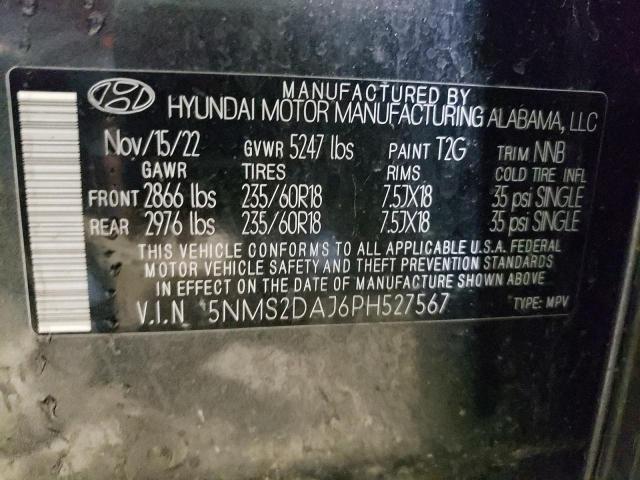 MANUFACTURED BY
HYUNDAI MOTOR MANUFACTURING ALABAMA, LLC
Nov/15/22 GVWR 5247 lbs PAINT T2G TRIM NNB
GAWR TIRES RIMS COLD TIRE INFL
FRONT 2866 lbs 235/60R18 7.5JX18 35 psi SINGLE
REAR 2976 lbs 235/60R18 7.5JX18 35 psi SINGLE
THIS VEHICLE CONFORMS TO ALL APPLICABLE U.S.A. FEDERAL
MOTOR VEHICLE SAFETY AND THEFT PREVENTION STANDARDS
IN EFFECT ON THE DATE OF MANUFACTURE SHOWN ABOVE.
V.I.N 5NMS2DAJ6PH527567 TYPE: MPV